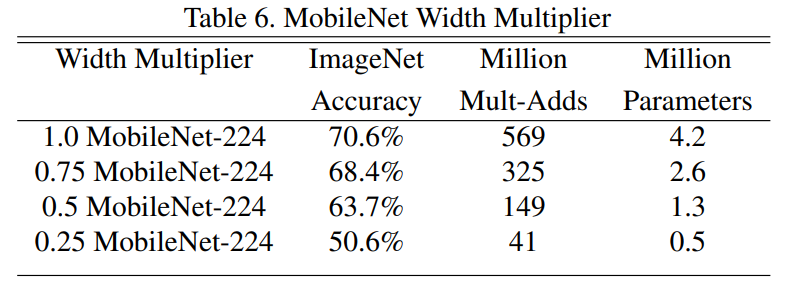 Table 6. MobileNet Width Multiplier
Width Multiplier ImageNet Million Million
Accuracy Mult-Adds Parameters
1.0 MobileNet-224 70.6% 569 4.2
0.75 MobileNet-224 68.4% 325 2.6
0.5 MobileNet-224 63.7% 149 1.3
0.25 MobileNet-224 50.6% 41 0.5